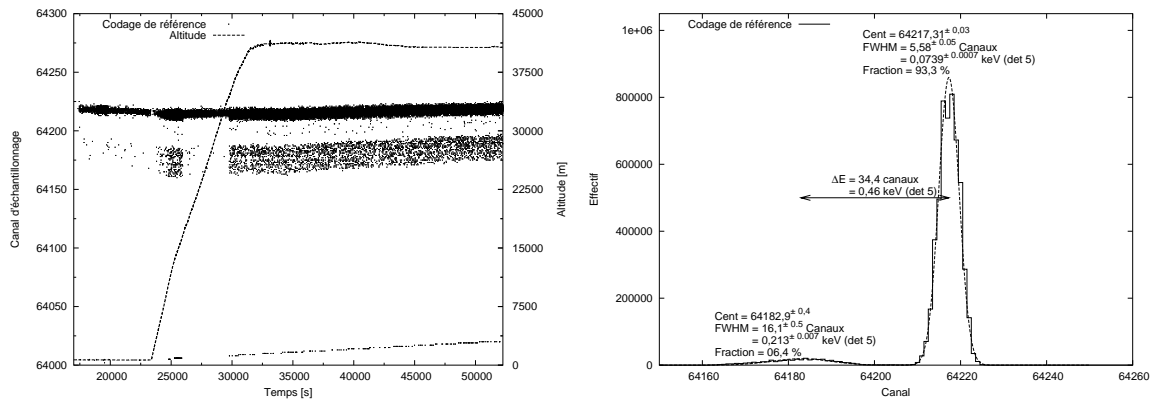 Codage de référence
Altitude
64300
64250
64200
64150
64100
64050
64000
45000
37500
30000
22500
15000
7500
0
20000 25000 30000 35000 40000 45000 50000
Temps [s]
Canal d'échantillonnage
Altitude [m]
Codage de référence
1e+06
800000
600000
400000
200000
0
Cent = 64217,31± 0,03
FWHM = 5,58± 0.05 Canaux
= 0,0739± 0.0007 keV (det 5)
Fraction = 93,3 %
ΔE = 34,4 canaux
= 0,46 keV (det 5)
Cent = 64182,9± 0,4
FWHM = 16,1± 0.5 Canaux
= 0,213± 0.007 keV (det 5)
Fraction = 06,4 %
64160 64180 64200 64220 64240 64260
Canal
Effectif